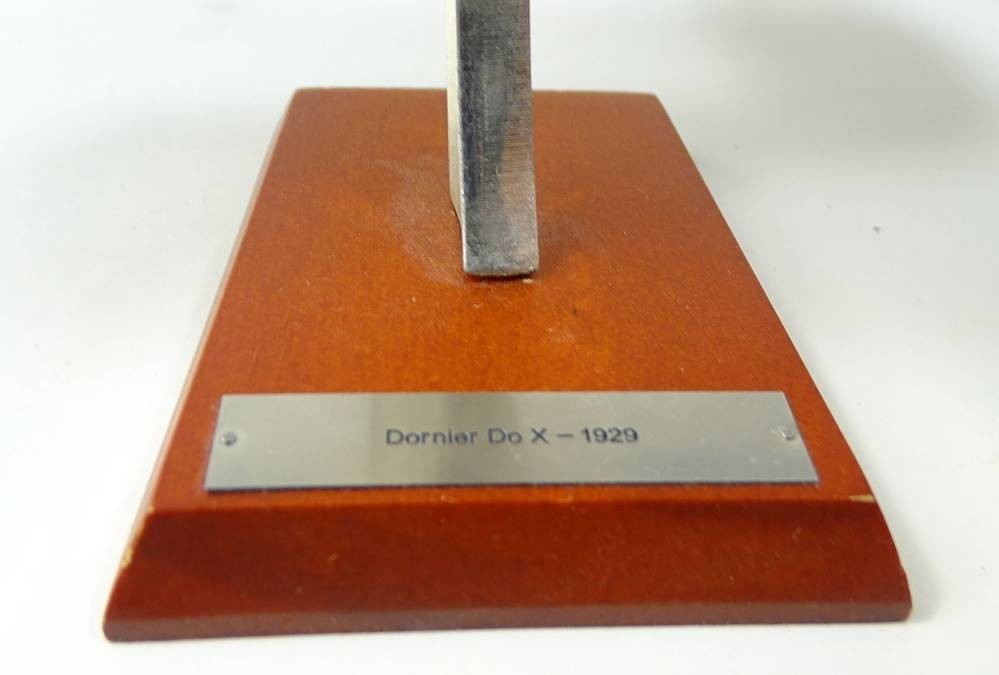 Dornier Do X – 1929